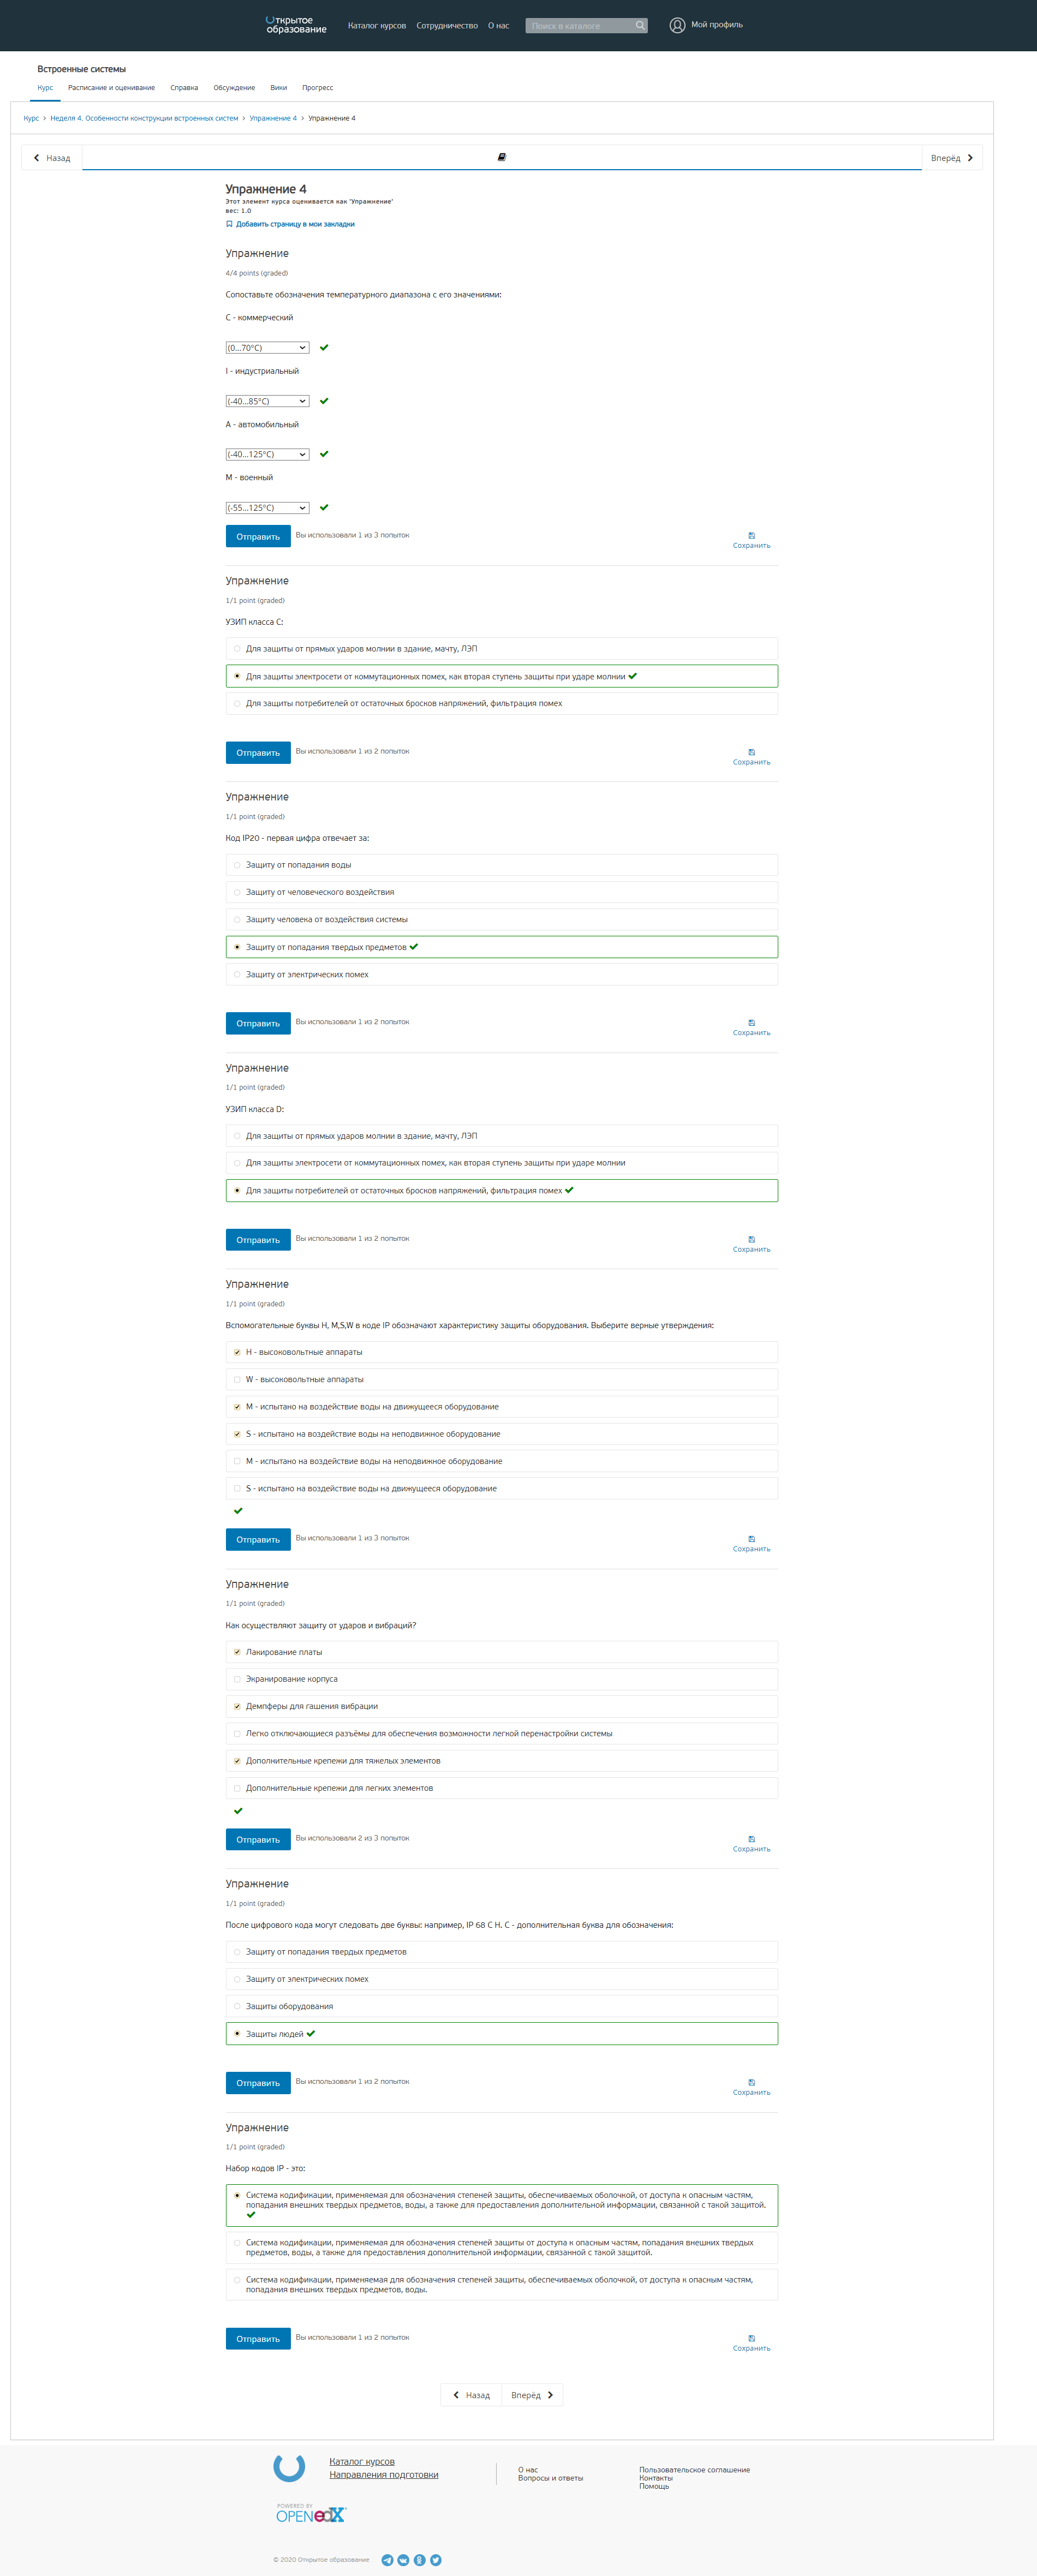 Открытое
образование
Каталог курсов
Сотрудничество
О нас
Поиск в каталоге
Мой профиль
Встроенные системы
Курс
Расписание и оценивание
Справка
Обсуждение
Вики
Прогресс
Курс > Неделя 4. Особенности конструкции встроенных систем > Упражнение 4 > Упражнение 4
Назад
Вперёд
Упражнение 4
Этот элемент курса оценивается как 'Упражнение'
вес: 1.0
Добавить страницу в мои закладки
Упражнение
4/4 points (graded)
Сопоставьте обозначения температурного диапазона с его значениями:
C - коммерческий
(0...70°C)
I - индустриальный
(-40...85°C)
A - автомобильный
(-40...125°C)
M - военный
(-55...125°C)
Отправить
Вы использовали 1 из 3 попыток
Сохранить
Упражнение
1/1 point (graded)
УЗИП класса C:
Для защиты от прямых ударов молнии в здание, мачту, ЛЭП
Для защиты электросети от коммутационных помех, как вторая ступень защиты при ударе молнии
Для защиты потребителей от остаточных бросков напряжений, фильтрация помех
Отправить
Вы использовали 1 из 2 попыток
Сохранить
Упражнение
1/1 point (graded)
Код IP20 - первая цифра отвечает за:
Защиту от попадания воды
Защиту от человеческого воздействия
Защиту человека от воздействия системы
Защиту от попадания твердых предметов
Защиту от электрических помех
Отправить
Вы использовали 1 из 2 попыток
Сохранить
Упражнение
1/1 point (graded)
УЗИП класса D:
Для защиты от прямых ударов молнии в здание, мачту, ЛЭП
Для защиты электросети от коммутационных помех, как вторая ступень защиты при ударе молнии
Для защиты потребителей от остаточных бросков напряжений, фильтрация помех
Отправить
Вы использовали 1 из 2 попыток
Сохранить
Упражнение
1/1 point (graded)
Вспомогательные буквы H, M,S,W в коде IP обозначают характеристику защиты оборудования. Выберите верные утверждения:
H - высоковольтные аппараты
W - высоковольтные аппараты
M - испытано на воздействие воды на движущееся оборудование
S - испытано на воздействие воды на неподвижное оборудование
M - испытано на воздействие воды на неподвижное оборудование
S - испытано на воздействие воды на движущееся оборудование
Отправить
Вы использовали 1 из 3 попыток
Сохранить
Упражнение
1/1 point (graded)
Как осуществляют защиту от ударов и вибраций?
Лакирование платы
Экранирование корпуса
Демпферы для гашения вибрации
Легко отключающиеся разъёмы для обеспечения возможности легкой перенастройки системы
Дополнительные крепежи для тяжелых элементов
Дополнительные крепежи для легких элементов
Отправить
Вы использовали 2 из 3 попыток
Сохранить
Упражнение
1/1 point (graded)
После цифрового кода могут следовать две буквы: например, IP 68 C H. C - дополнительная буква для обозначения:
Защиту от попадания твердых предметов
Защиту от электрических помех
Защиты оборудования
Защиты людей
Отправить
Вы использовали 1 из 2 попыток
Сохранить
Упражнение
1/1 point (graded)
Набор кодов IP - это:
Система кодификации, применяемая для обозначения степеней защиты, обеспечиваемых оболочкой, от доступа к опасным частям,
попадания внешних твердых предметов, воды, а также для предоставления дополнительной информации, связанной с такой защитой.
Система кодификации, применяемая для обозначения степеней защиты от доступа к опасным частям, попадания внешних твердых
предметов, воды, а также для предоставления дополнительной информации, связанной с такой защитой.
Система кодификации, применяемая для обозначения степеней защиты, обеспечиваемых оболочкой, от доступа к опасным частям,
попадания внешних твердых предметов, воды.
Отправить
Вы использовали 1 из 2 попыток
Сохранить
Назад
Вперёд
Каталог курсов
Направления подготовки
О нас
Вопросы и ответы
Пользовательское соглашение
Контакты
Помощь
POWERED BY
OPEN edX
© 2020 Открытое образование